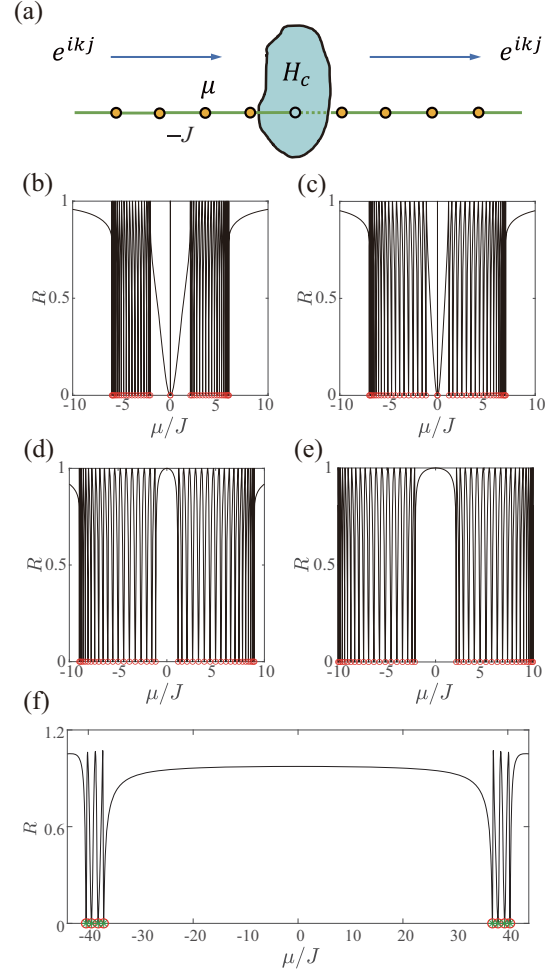 (a)
e^{ikj} e^{ikj}
H_c
μ
-J
(b) (c)
1 1
R 0.5 R 0.5
0 0
-10 -5 0 5 10 -10 -5 0 5 10
μ/J μ/J
(d) (e)
1 1
R 0.5 R 0.5
0 0
-10 -5 0 5 10 -10 -5 0 5 10
μ/J μ/J
(f)
1.2
R 0.6
0
-40 -30 -20 -10 0 10 20 30 40
μ/J